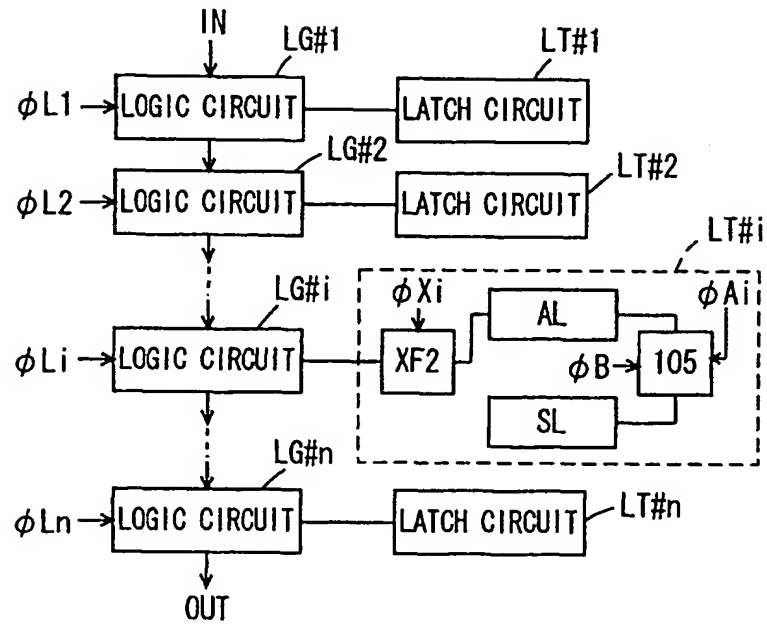 IN
LG#1
LT#1
φL1
LOGIC CIRCUIT
LATCH CIRCUIT
LG#2
LT#2
φL2
LOGIC CIRCUIT
LATCH CIRCUIT
LT#i
LG#i
φXi
φAi
AL
φLi
LOGIC CIRCUIT
XF2
φB
105
SL
LG#n
LT#n
φLn
LOGIC CIRCUIT
LATCH CIRCUIT
OUT